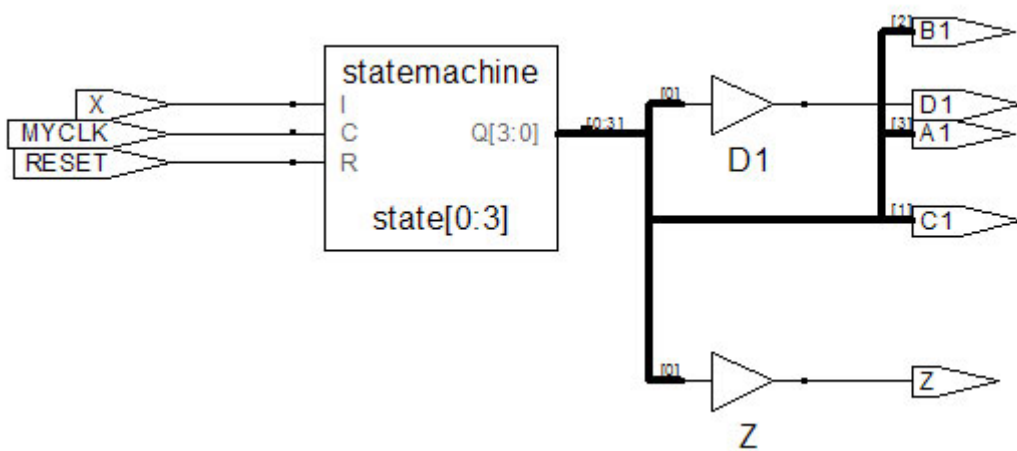 statemachine
X
MYCLK
RESET
I
C
R
Q[3:0]
state[0:3]
[0:3]
[0]
D1
[2]
B1
D1
[3]
A1
[1]
C1
[0]
Z
Z